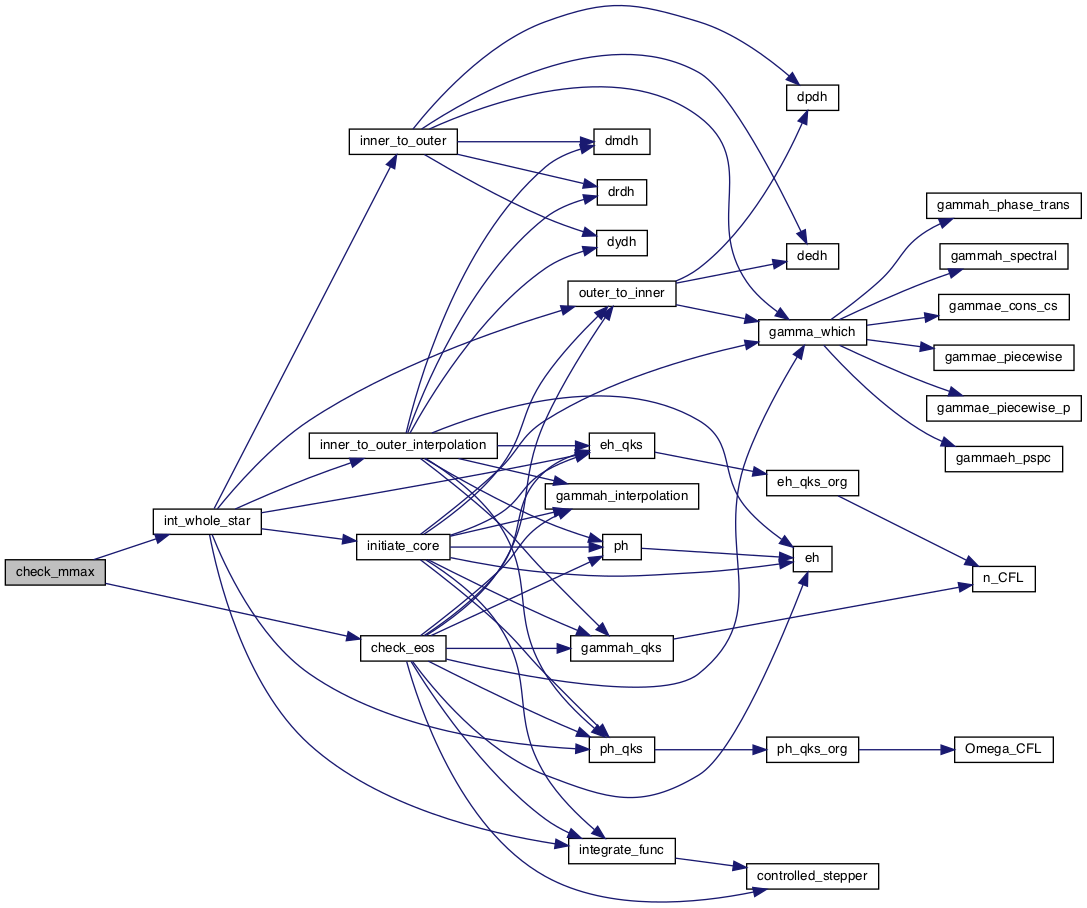 check_mmax
int_whole_star
inner_to_outer
inner_to_outer_interpolation
initiate_core
check_eos
dmdh
drdh
dydh
outer_to_inner
eh_qks
gammah_interpolation
ph
gammah_qks
ph_qks
integrate_func
dpdh
dedh
gamma_which
eh_qks_org
eh
ph_qks_org
controlled_stepper
gammah_phase_trans
gammah_spectral
gammae_cons_cs
gammae_piecewise
gammae_piecewise_p
gammaeh_pspc
n_CFL
Omega_CFL